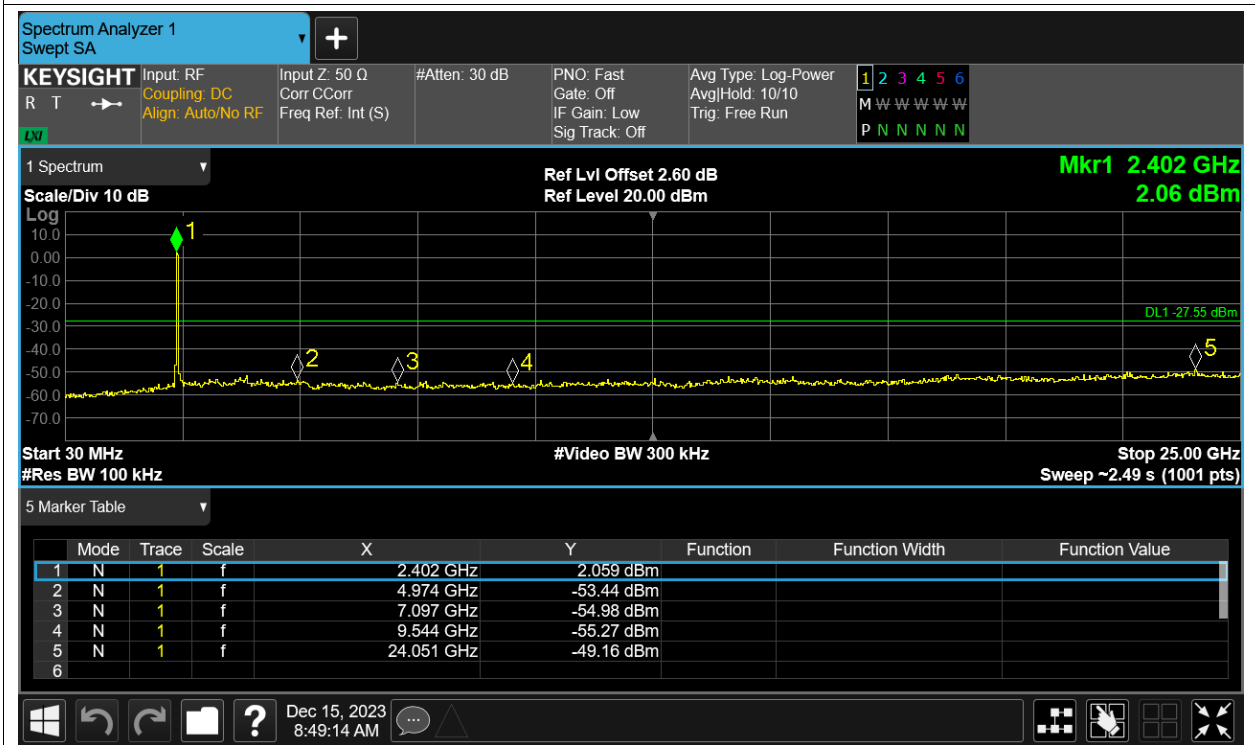 Spectrum Analyzer 1
Swept SA
KEYSIGHT
R T
LXI
Input: RF
Coupling: DC
Align: Auto/No RF
Input Z: 50 Ω
Corr CCorr
Freq Ref: Int (S)
#Atten: 30 dB
PNO: Fast
Gate: Off
IF Gain: Low
Sig Track: Off
Avg Type: Log-Power
Avg|Hold: 10/10
Trig: Free Run
1 2 3 4 5 6
M W W W W W
P N N N N N
1 Spectrum
Scale/Div 10 dB
Ref Lvl Offset 2.60 dB
Ref Level 20.00 dBm
Mkr1 2.402 GHz
2.06 dBm
Log
10.0
0.00
-10.0
-20.0
-30.0
-40.0
-50.0
-60.0
-70.0
1
2
3
4
5
DL1 -27.55 dBm
Start 30 MHz
#Res BW 100 kHz
#Video BW 300 kHz
Stop 25.00 GHz
Sweep ~2.49 s (1001 pts)
5 Marker Table
Mode Trace Scale X Y Function Function Width Function Value
1 N 1 f 2.402 GHz 2.059 dBm
2 N 1 f 4.974 GHz -53.44 dBm
3 N 1 f 7.097 GHz -54.98 dBm
4 N 1 f 9.544 GHz -55.27 dBm
5 N 1 f 24.051 GHz -49.16 dBm
6
?
Dec 15, 2023
8:49:14 AM